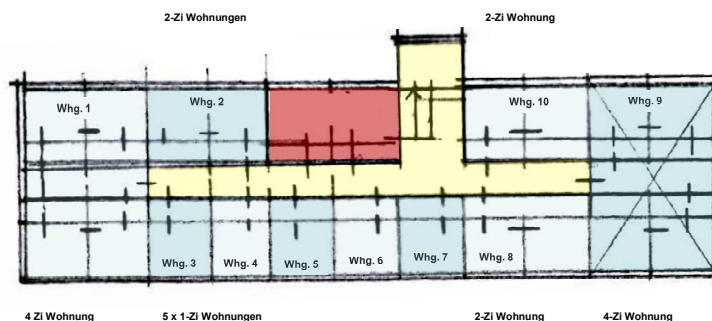 2-Zi Wohnungen 2-Zi Wohnung
Whg. 1 Whg. 2 Whg. 10 Whg. 9
Whg. 3 Whg. 4 Whg. 5 Whg. 6 Whg. 7 Whg. 8
4 Zi Wohnung 5 x 1-Zi Wohnungen 2-Zi Wohnung 4-Zi Wohnung